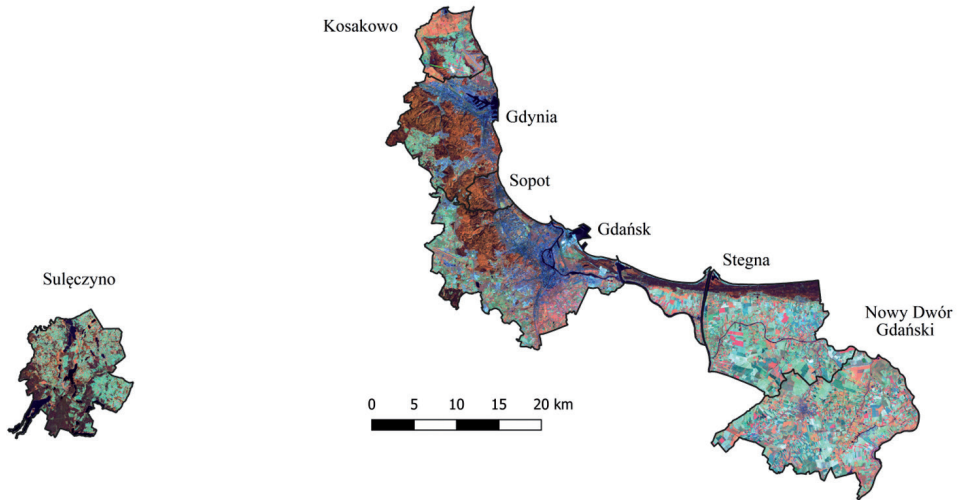 Kosakowo
Gdynia
Sopot
Gdańsk
Stegna
Sulęczyno
Nowy Dwór
Gdański
0 5 10 15 20 km